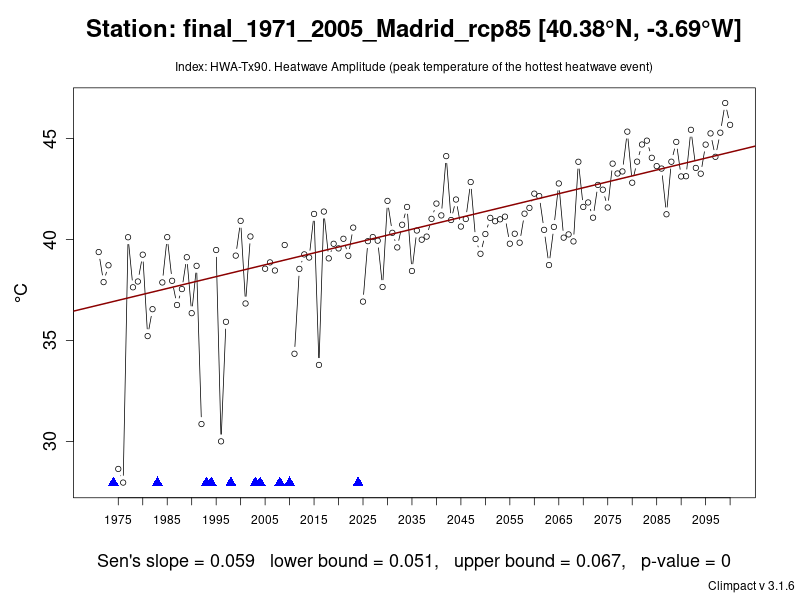 Station: final_1971_2005_Madrid_rcp85 [40.38°N, -3.69°W]
Index: HWA-Tx90. Heatwave Amplitude (peak temperature of the hottest heatwave event)
45
40
35
30
°C
1975 1985 1995 2005 2015 2025 2035 2045 2055 2065 2075 2085 2095
Sen's slope = 0.059 lower bound = 0.051, upper bound = 0.067, p-value = 0
Climpact v 3.1.6